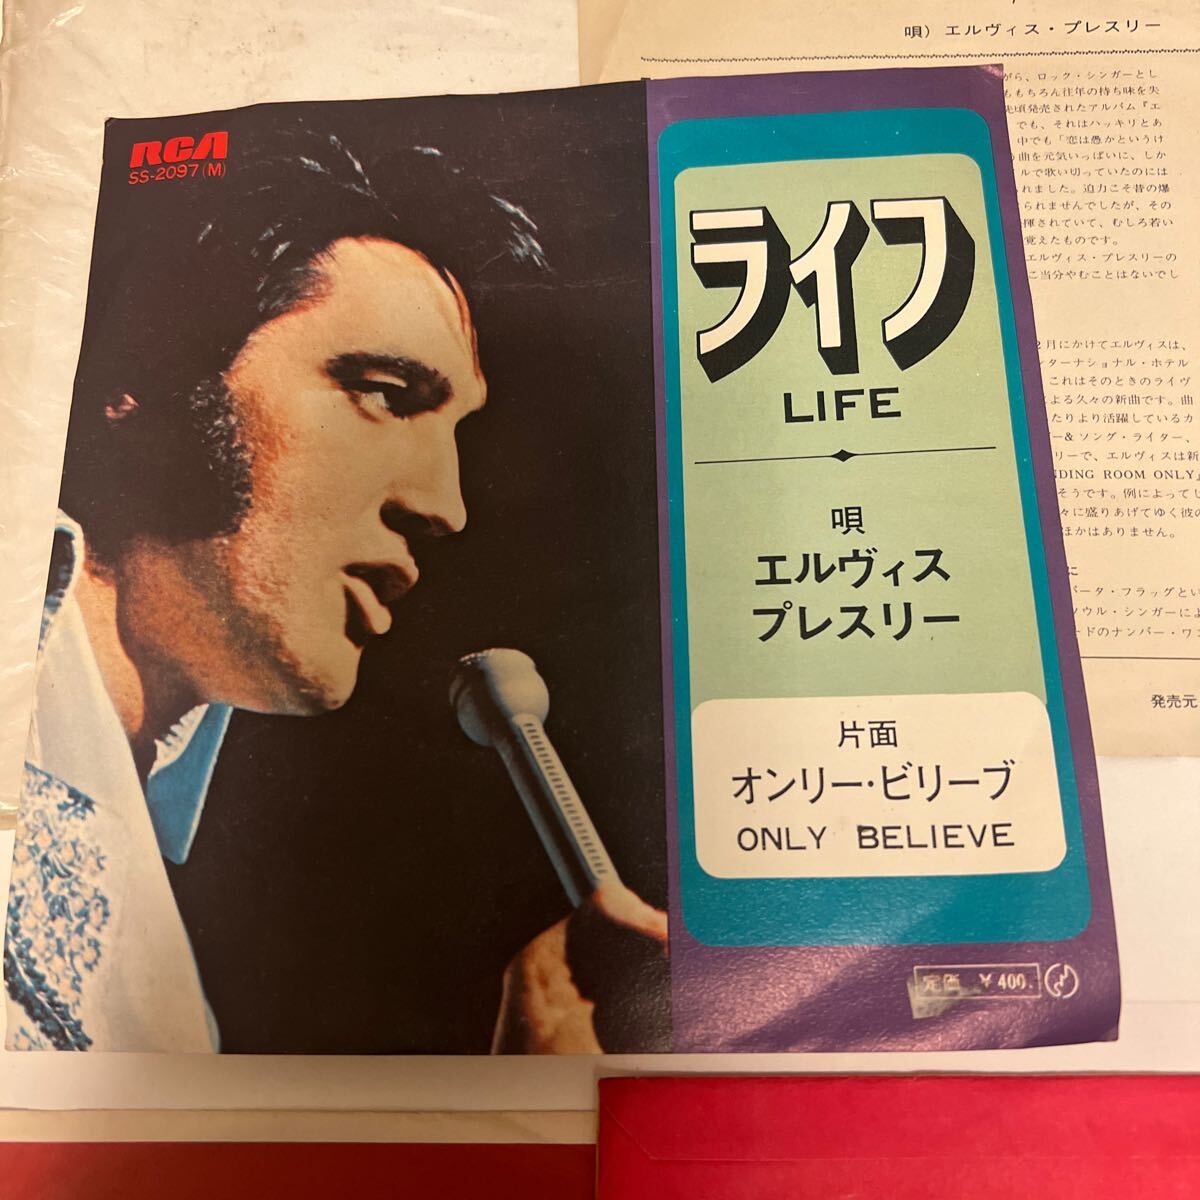 唄）エルヴィス・プレスリー
がら、ロック・シンガーとし
ももちろん往年の持ち味を失
先頃発売されたアルバム『エ
でも、それはハッキリとあ
中でも「恋は愚かというけ
曲を元気いっぱいに、しか
ルで歌い切っていたのには
れました。迫力こそ昔の爆
られませんでしたが、その
揮されていて、むしろ若い
覚えたものです。
エルヴィス・プレスリーの
こ当分やむことはないでし
2月にかけてエルヴィスは、
ンターナショナル・ホテル
これはそのときのライヴ
よる久々の新曲です。曲
たりより活躍しているカ
ー&ソング・ライター、
リーで、エルヴィスは新
NDING ROOM ONLY』
そうです。例によってし
々に盛りあげてゆく彼の
ほかはありません。
に
バータ・フラッグとい
ソウル・シンガーによ
ードのナンバー・ワン
発売元
RCA
SS-2097(M)
ライフ
LIFE
唄
エルヴィス
プレスリー
片面
オンリー・ビリーブ
ONLY BELIEVE
定価 ¥400.